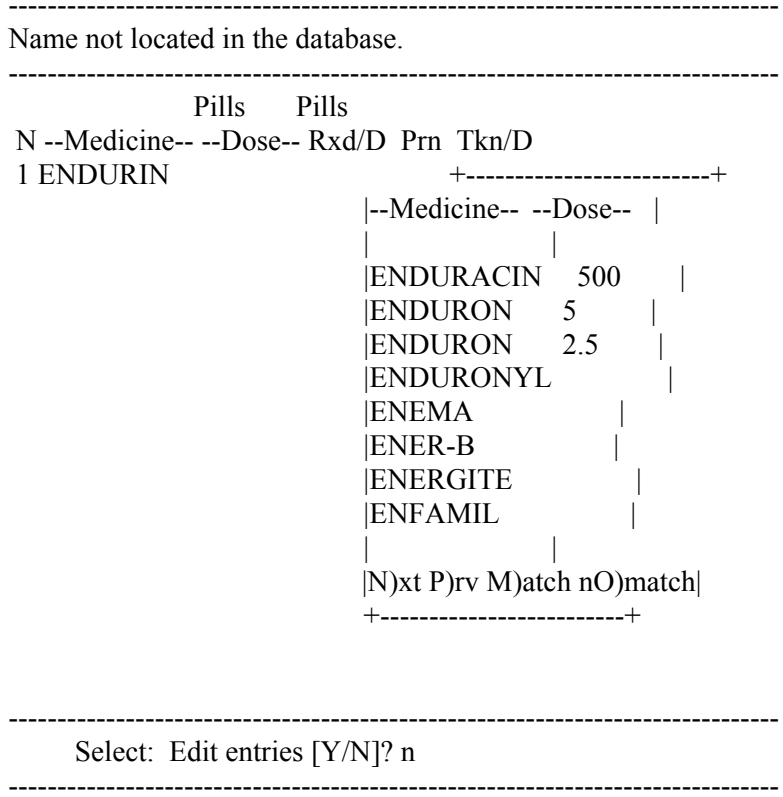 --------------------------------------------------------------------------------
Name not located in the database.
--------------------------------------------------------------------------------
Pills Pills
N --Medicine-- --Dose-- Rxd/D Prn Tkn/D
1 ENDURIN +-------------------------+
|--Medicine-- --Dose-- |
| |
|ENDURACIN 500 |
|ENDURON 5 |
|ENDURON 2.5 |
|ENDURONYL |
|ENEMA |
|ENER-B |
|ENERGITE |
|ENFAMIL |
| |
|N)xt P)rv M)atch nO)match|
+-------------------------+
--------------------------------------------------------------------------------
Select: Edit entries [Y/N]? n
--------------------------------------------------------------------------------